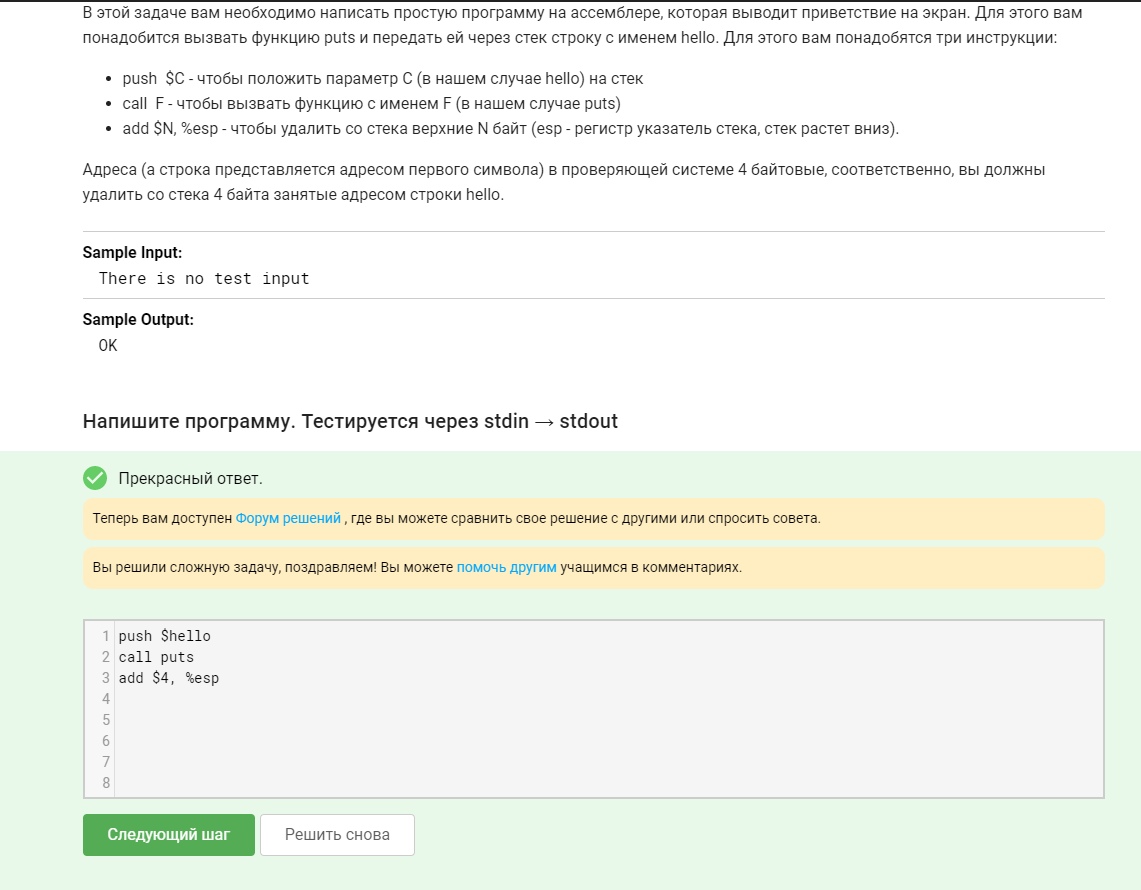 В этой задаче вам необходимо написать простую программу на ассемблере, которая выводит приветствие на экран. Для этого вам
понадобится вызвать функцию puts и передать ей через стек строку с именем hello. Для этого вам понадобятся три инструкции:
• push $C - чтобы положить параметр C (в нашем случае hello) на стек
• call F - чтобы вызвать функцию с именем F (в нашем случае puts)
• add $N, %esp - чтобы удалить со стека верхние N байт (esp - регистр указатель стека, стек растет вниз).
Адреса (а строка представляется адресом первого символа) в проверяющей системе 4 байтовые, соответственно, вы должны
удалить со стека 4 байта занятые адресом строки hello.
Sample Input:
There is no test input
Sample Output:
OK
Напишите программу. Тестируется через stdin → stdout
Прекрасный ответ.
Теперь вам доступен Форум решений , где вы можете сравнить свое решение с другими или спросить совета.
Вы решили сложную задачу, поздравляем! Вы можете помочь другим учащимся в комментариях.
1 push $hello
2 call puts
3 add $4, %esp
4
5
6
7
8
Следующий шаг Решить снова